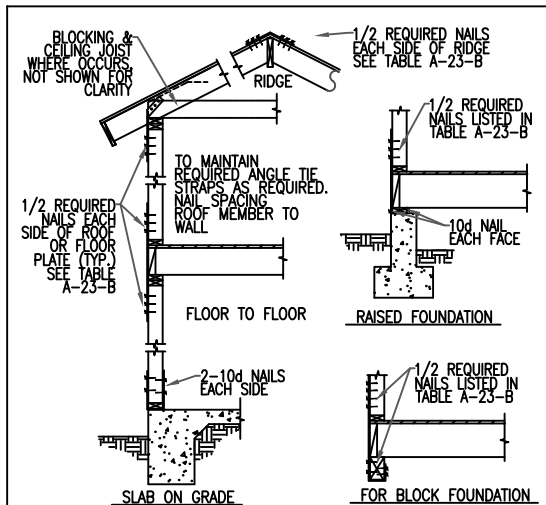 BLOCKING &
CEILING JOIST
WHERE OCCURS
NOT SHOWN FOR
CLARITY
1/2 REQUIRED NAILS
EACH SIDE OF RIDGE
SEE TABLE A-23-B
RIDGE
TO MAINTAIN
REQUIRED ANGLE TIE
STRAPS AS REQUIRED.
NAIL SPACING
ROOF MEMBER TO
WALL
1/2 REQUIRED
NAILS EACH
SIDE OF ROOF
OR FLOOR
PLATE (TYP.)
SEE TABLE
A-23-B
FLOOR TO FLOOR
2-10d NAILS
EACH SIDE
SLAB ON GRADE
1/2 REQUIRED
NAILS LISTED IN
TABLE A-23-B
10d NAIL
EACH FACE
RAISED FOUNDATION
1/2 REQUIRED
NAILS LISTED IN
TABLE A-23-B
FOR BLOCK FOUNDATION